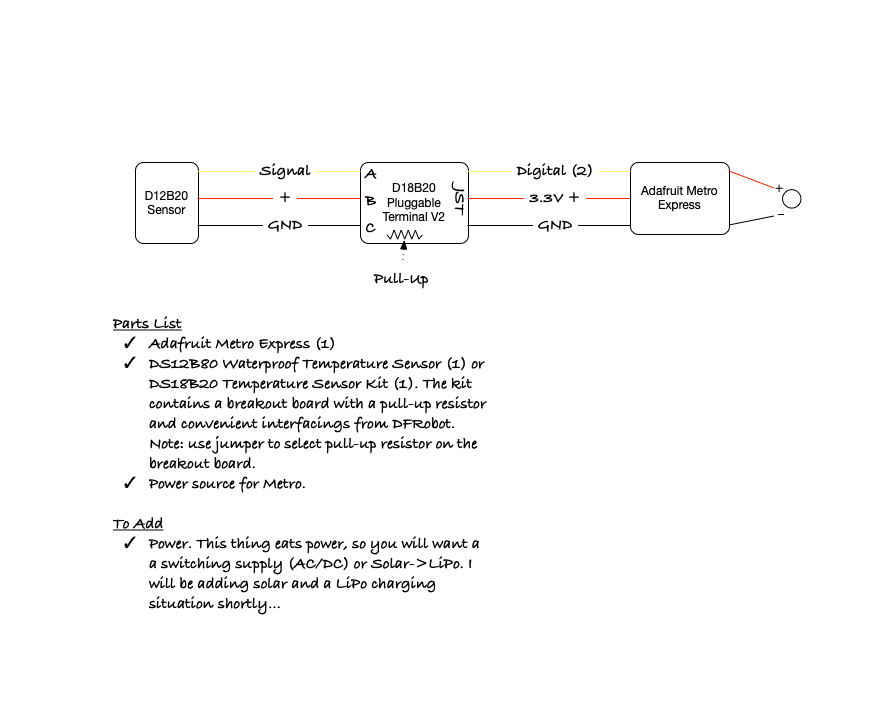 Signal
Digital (2)
A
D12B20
Sensor
+
B
D18B20
Pluggable
Terminal V2
JST
3.3V +
Adafruit Metro
Express
+
-
GND
C
GND
Pull-Up
Parts List
✓ Adafruit Metro Express (1)
✓ DS12B80 Waterproof Temperature Sensor (1) or
DS18B20 Temperature Sensor Kit (1). The kit
contains a breakout board with a pull-up resistor
and convenient interfacings from DFRobot.
Note: use jumper to select pull-up resistor on the
breakout board.
✓ Power source for Metro.
To Add
✓ Power. This thing eats power, so you will want a
a switching supply (AC/DC) or Solar->LiPo. I
will be adding solar and a LiPo charging
situation shortly...